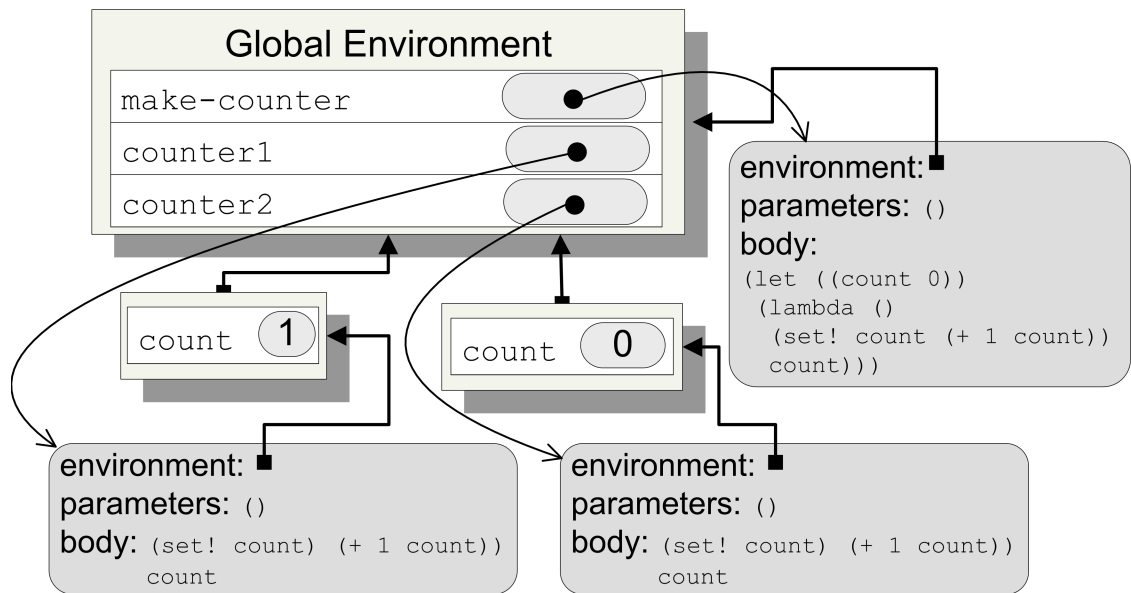 Global Environment
make-counter
counter1
counter2
count 1
count 0
environment:
parameters: ()
body:
(let ((count 0))
(lambda ()
(set! count (+ 1 count))
count)))
environment:
parameters: ()
body: (set! count) (+ 1 count))
count
environment:
parameters: ()
body: (set! count) (+ 1 count))
count